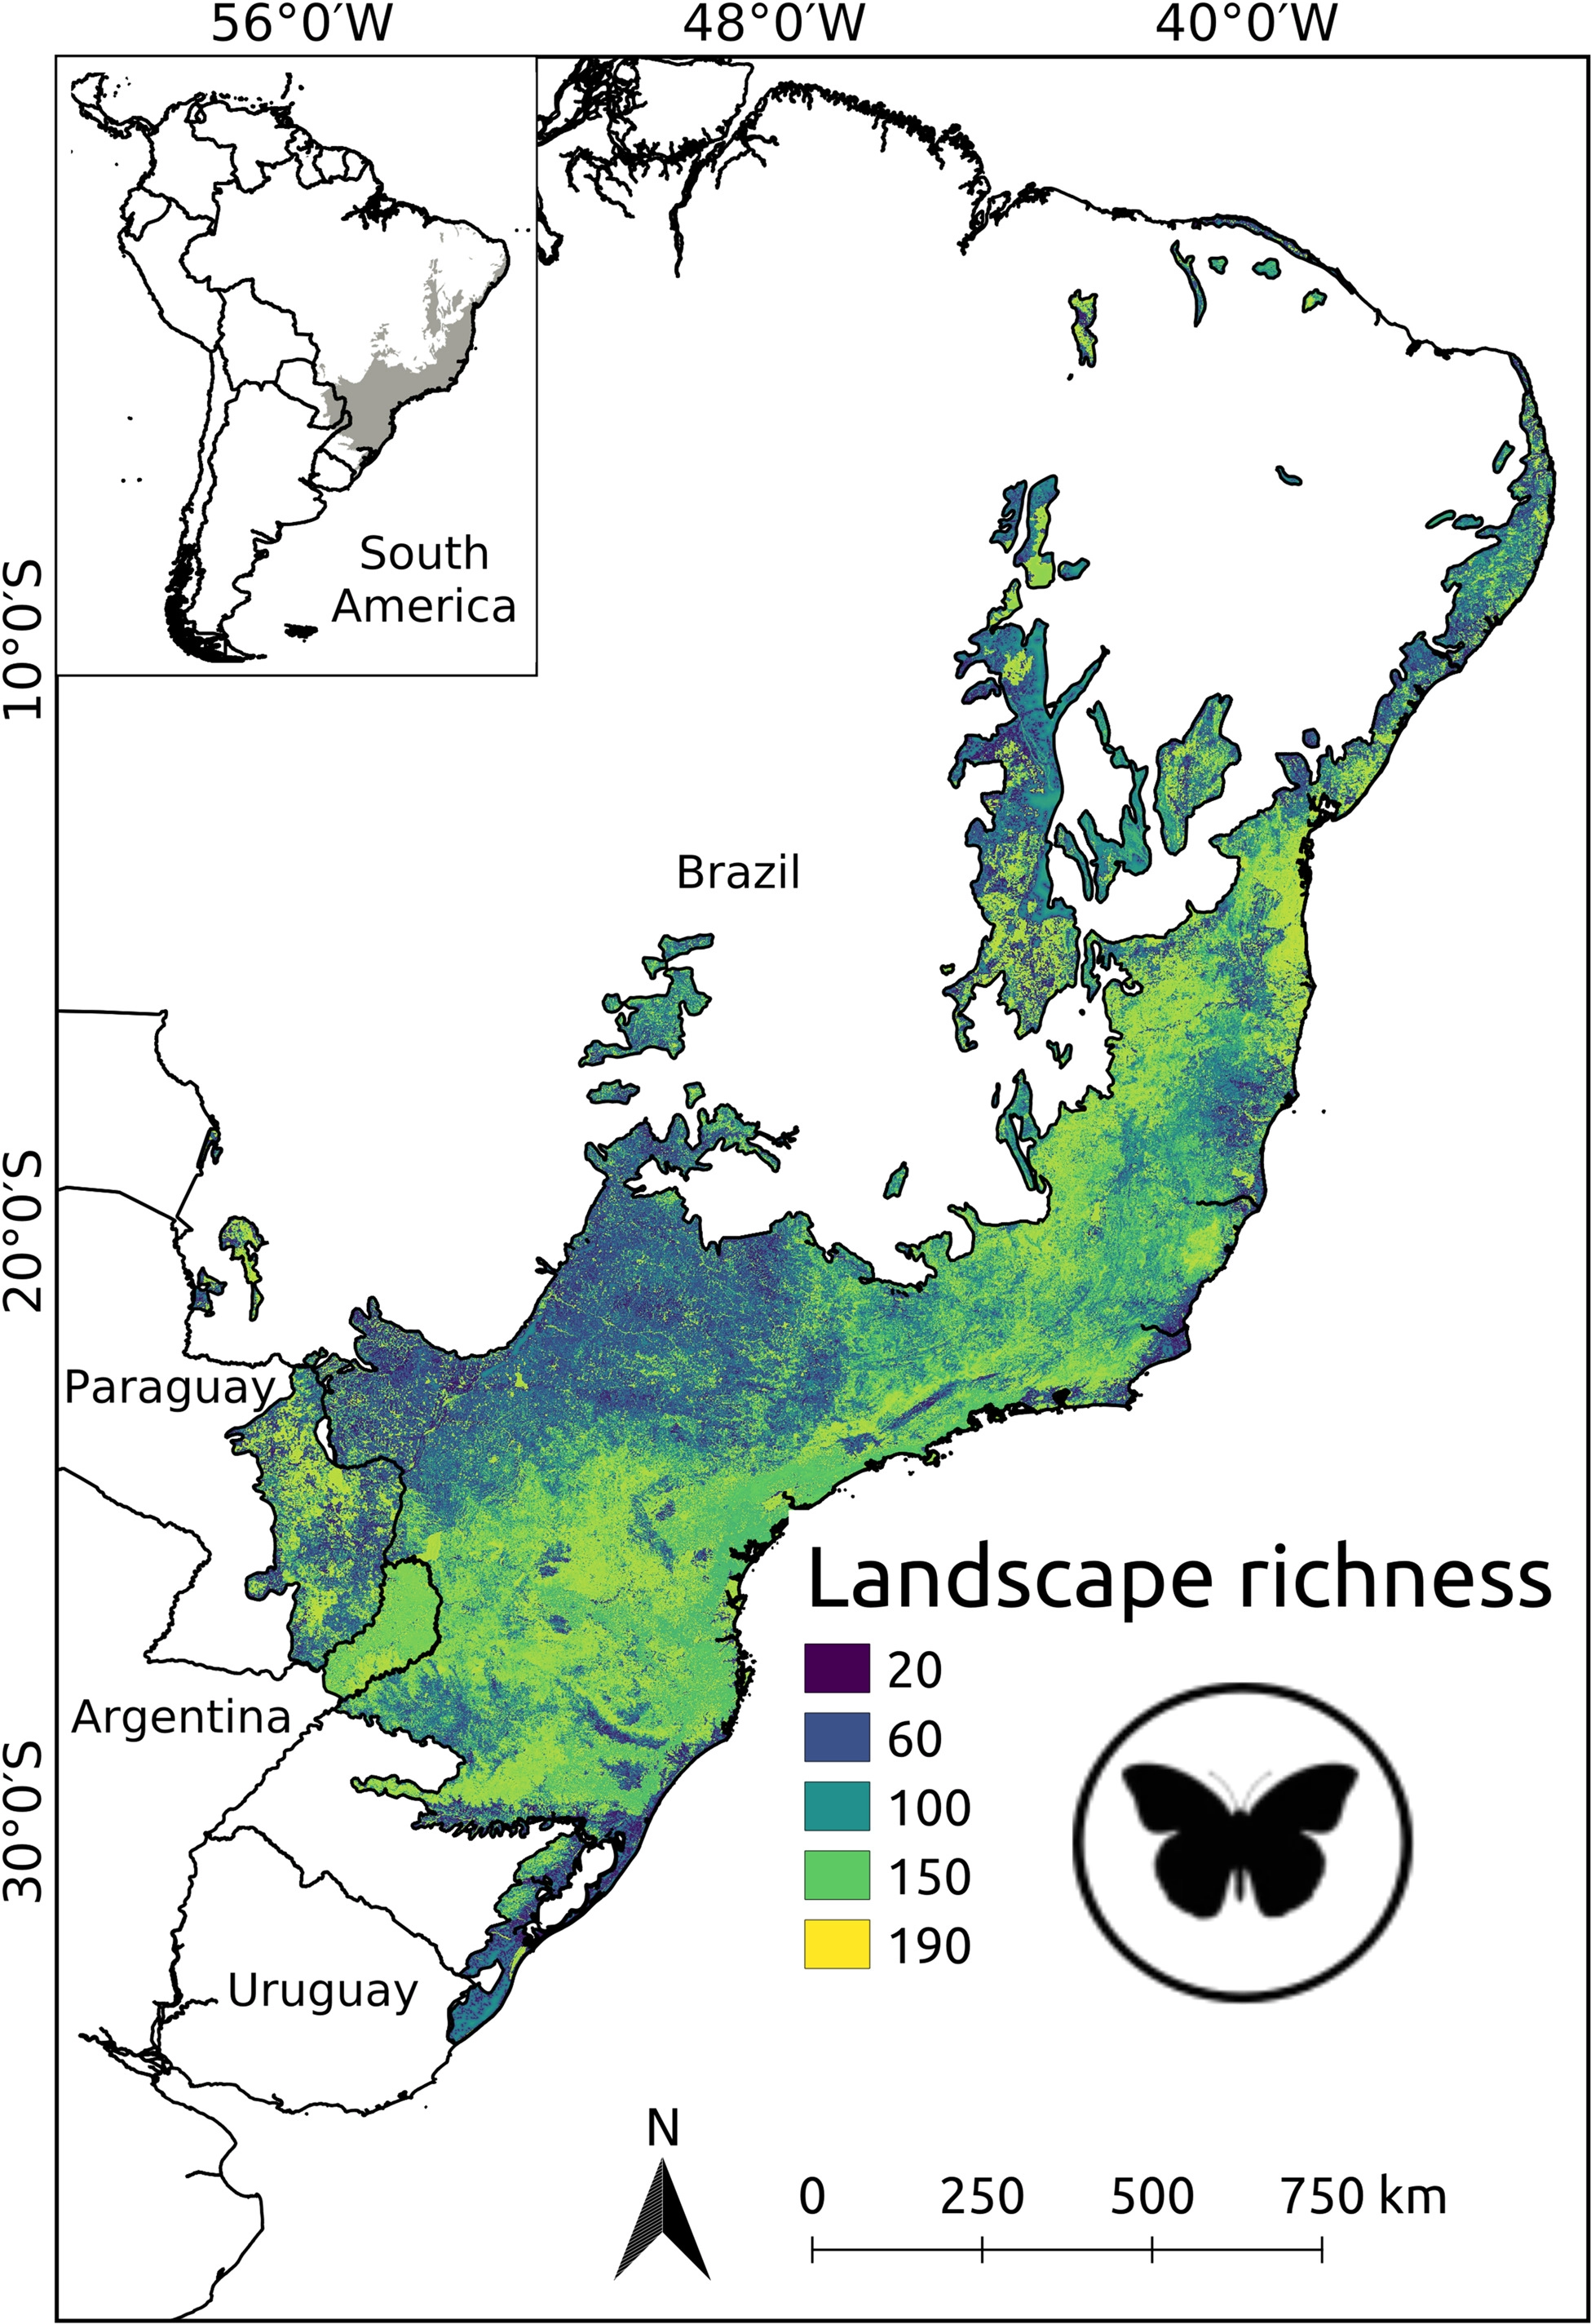 56°0′W 48°0′W 40°0′W
South
America
10°0′S
Brazil
20°0′S
Paraguay
Landscape richness
20
60
100
150
190
Argentina
30°0′S
Uruguay
N
0 250 500 750 km